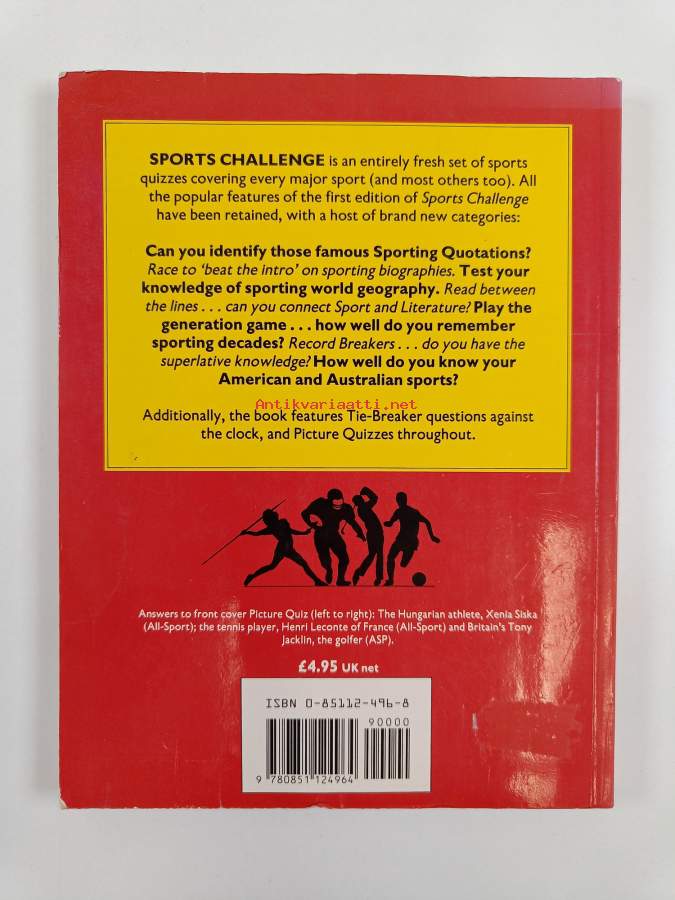 SPORTS CHALLENGE is an entirely fresh set of sports
quizzes covering every major sport (and most others too). All
the popular features of the first edition of Sports Challenge
have been retained, with a host of brand new categories:
Can you identify those famous Sporting Quotations?
Race to ‘beat the intro’ on sporting biographies. Test your
knowledge of sporting world geography. Read between
the lines . . . can you connect Sport and Literature? Play the
generation game . . . how well do you remember
sporting decades? Record Breakers . . . do you have the
superlative knowledge? How well do you know your
American and Australian sports?
Antikvariaatti.net
Additionally, the book features Tie-Breaker questions against
the clock, and Picture Quizzes throughout.
Answers to front cover Picture Quiz (left to right): The Hungarian athlete, Xenia Siska
(All-Sport); the tennis player, Henri Leconte of France (All-Sport) and Britain's Tony
Jacklin, the golfer (ASP).
£4.95 UK net
ISBN 0-85112-496-8
90000
9 780851 124964